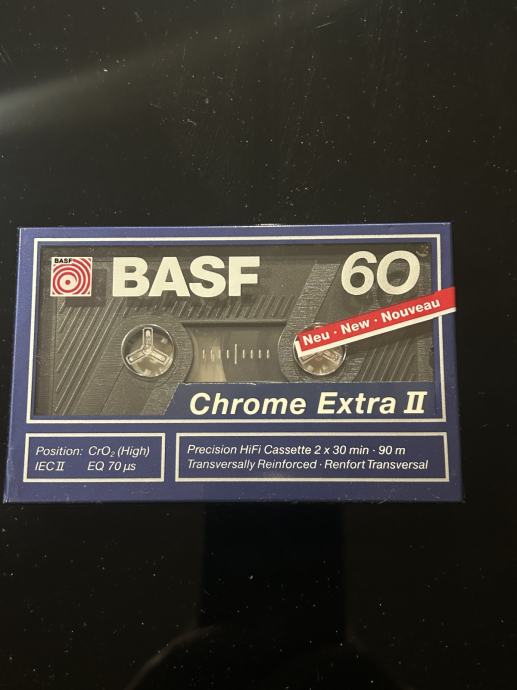 BASF
BASF 60
Neu · New · Nouveau
Chrome Extra II
Position: CrO₂ (High)
IEC II EQ 70 µs
Precision HiFi Cassette 2 x 30 min · 90 m
Transversally Reinforced · Renfort Transversal